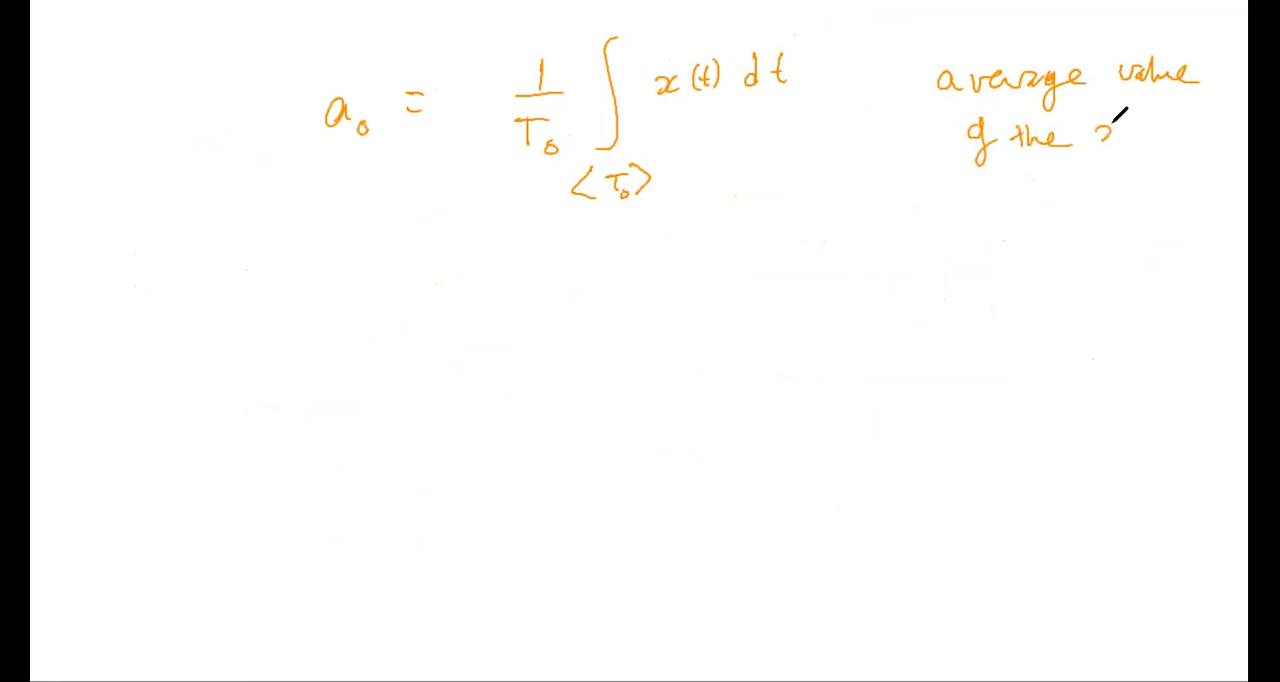 a₀ = 1/T₀ ∫_{⟨T₀⟩} x(t) dt
average value
of the